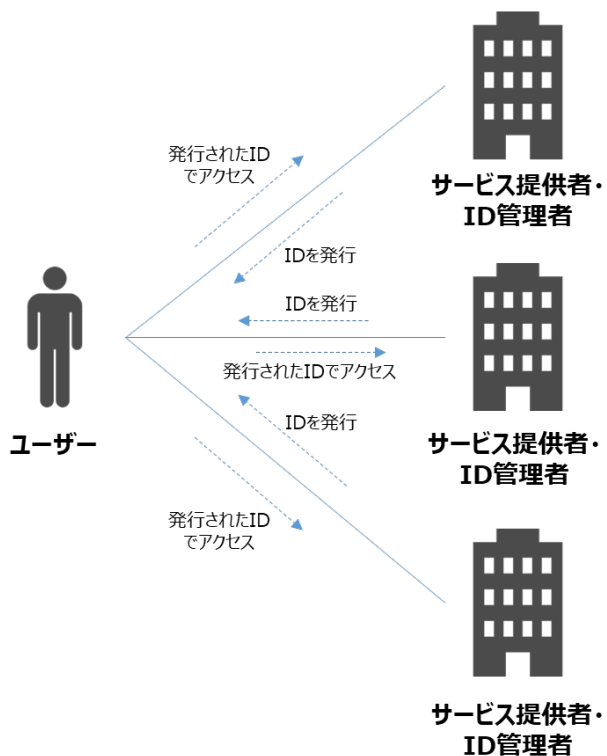 発行されたID
でアクセス
サービス提供者・
ID管理者
IDを発行
IDを発行
発行されたIDでアクセス
IDを発行
ユーザー
サービス提供者・
ID管理者
発行されたID
でアクセス
サービス提供者・
ID管理者